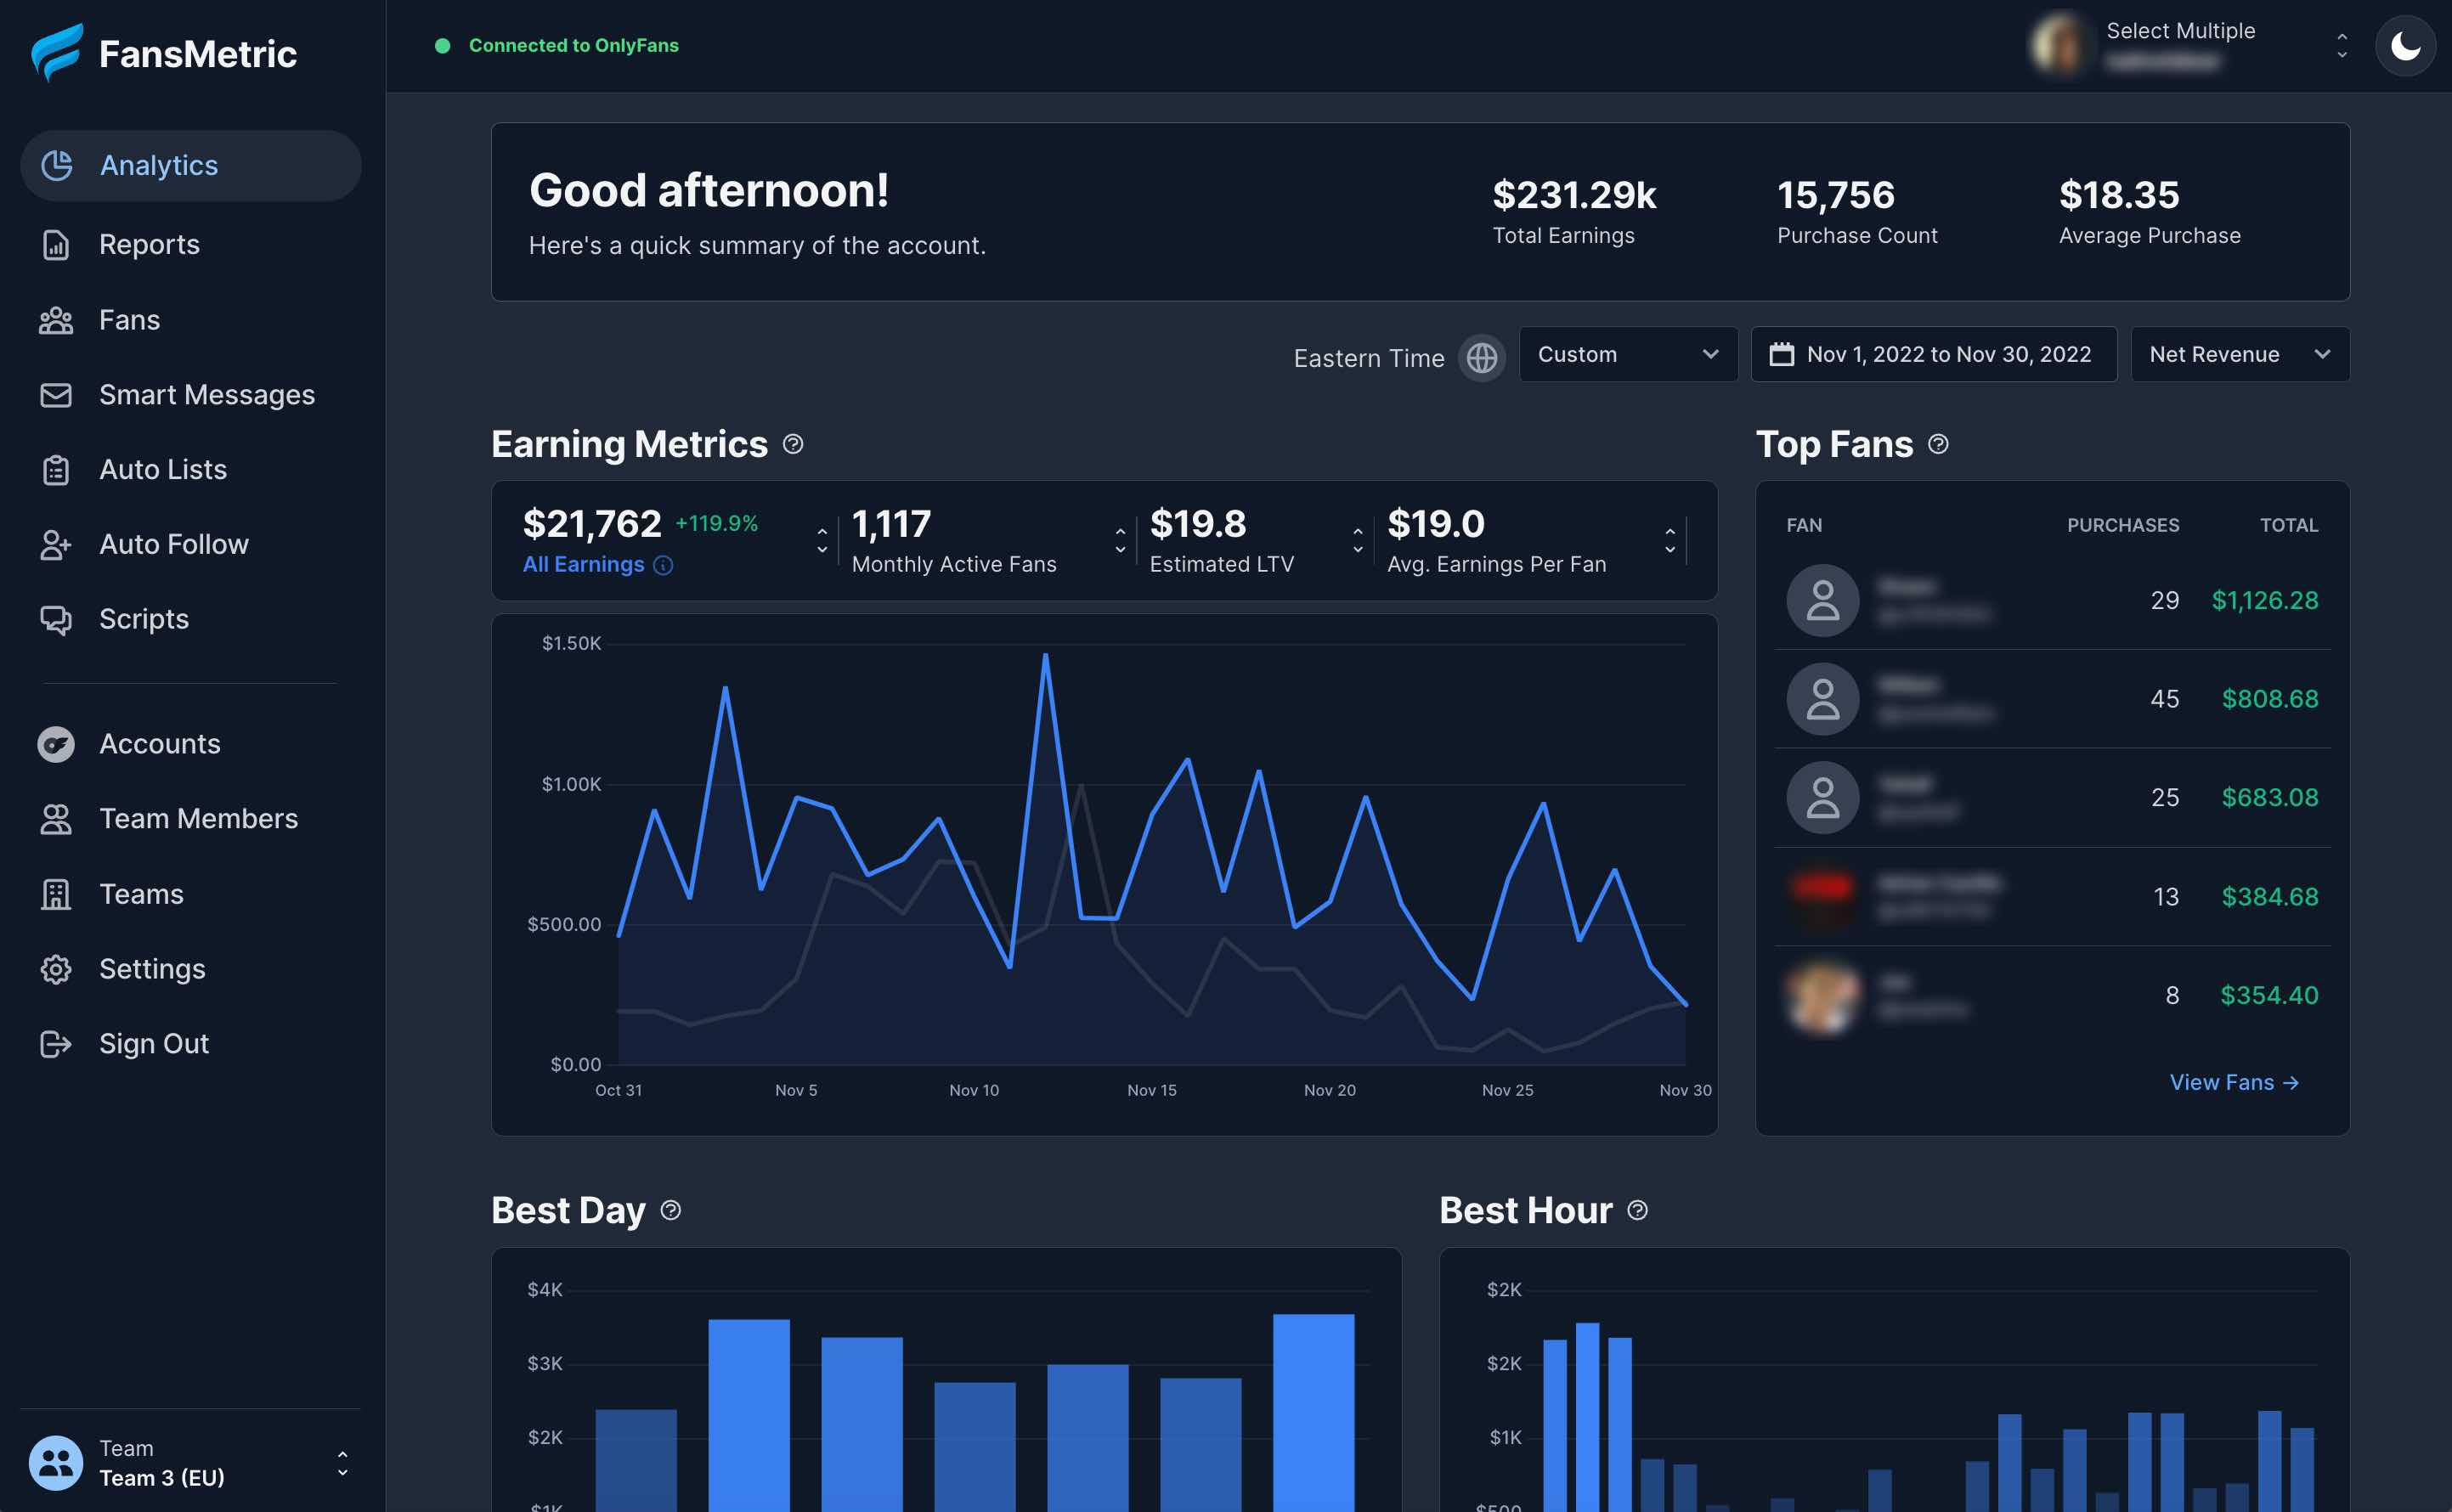 FansMetric
Analytics
Reports
Fans
Smart Messages
Auto Lists
Auto Follow
Scripts
Accounts
Team Members
Teams
Settings
Sign Out
Team
Team 3 (EU)
Connected to OnlyFans
Select Multiple
Good afternoon!
Here's a quick summary of the account.
$231.29k
Total Earnings
15,756
Purchase Count
$18.35
Average Purchase
Eastern Time
Custom
Nov 1, 2022 to Nov 30, 2022
Net Revenue
Earning Metrics
$21,762 +119.9%
All Earnings
1,117
Monthly Active Fans
$19.8
Estimated LTV
$19.0
Avg. Earnings Per Fan
$1.50K
$1.00K
$500.00
$0.00
Oct 31 Nov 5 Nov 10 Nov 15 Nov 20 Nov 25 Nov 30
Top Fans
FAN PURCHASES TOTAL
29 $1,126.28
45 $808.68
25 $683.08
13 $384.68
8 $354.40
View Fans →
Best Day
$4K
$3K
$2K
$1K
Best Hour
$2K
$2K
$1K
$500